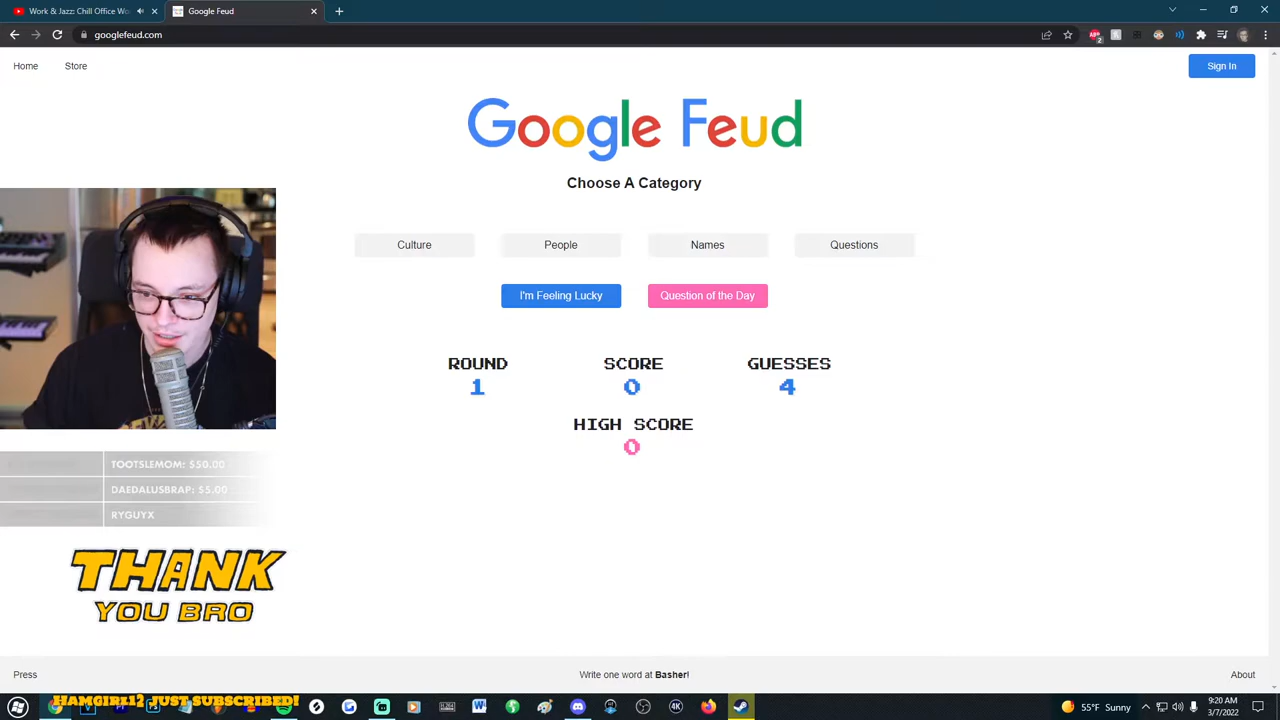 Work & Jazz: Chill Office Wo
Google Feud
googlefeud.com
Home
Store
Sign In
Google Feud
Choose A Category
Culture
People
Names
Questions
I'm Feeling Lucky
Question of the Day
ROUND
SCORE
GUESSES
1
0
4
HIGH SCORE
0
TOOTSLEMOM: $50.00
DAEDALUSBRAP: $5.00
RYGUYX
THANK
YOU BRO
Press
Write one word at Basher!
About
HAMGIRL12 JUST SUBSCRIBED!
55°F Sunny
9:20 AM
3/7/2022